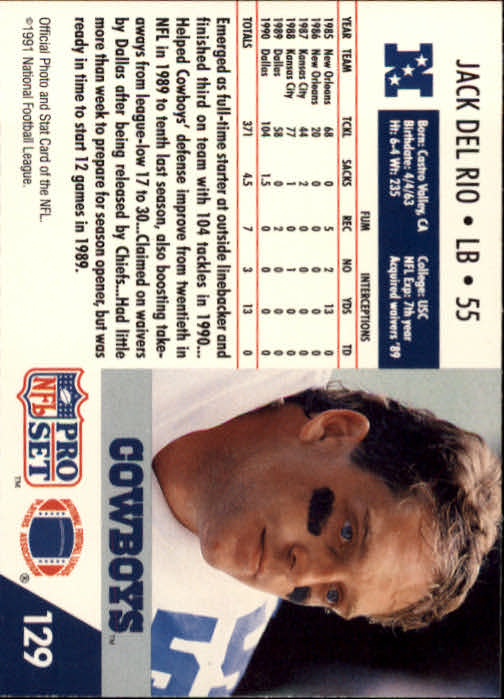 JACK DEL RIO • LB • 55
N
Born: Castro Valley, CA
Birthdate: 4/4/63
Ht: 6-4 Wt: 235
College: USC
NFL Exp: 7th year
Acquired waivers '89
FUM INTERCEPTIONS
YEAR TEAM TCKL SACKS REC NO YDS TD
1985 New Orleans 68 0 5 2 13 0
1986 New Orleans 20 0 0 0 0 0
1987 Kansas City 44 2 0 0 0 0
1988 Kansas City 77 1 0 1 0 0
1989 Dallas 58 0 2 0 0 0
1990 Dallas 104 1.5 0 0 0 0
TOTALS 371 4.5 7 3 13 0
Emerged as full-time starter at outside linebacker and
finished third on team with 104 tackles in 1990...
Helped Cowboys' defense improve from twentieth in
NFL in 1989 to tenth last season, also boosting take-
aways from league-low 17 to 30...Claimed on waivers
by Dallas after being released by Chiefs...Had little
more than week to prepare for season opener, but was
ready in time to start 12 games in 1989.
Official Photo and Stat Card of the NFL.
©1991 National Football League.
COWBOYS™
55
NFL PRO SET™
NATIONAL FOOTBALL LEAGUE
PLAYERS ASSOCIATION
®
129